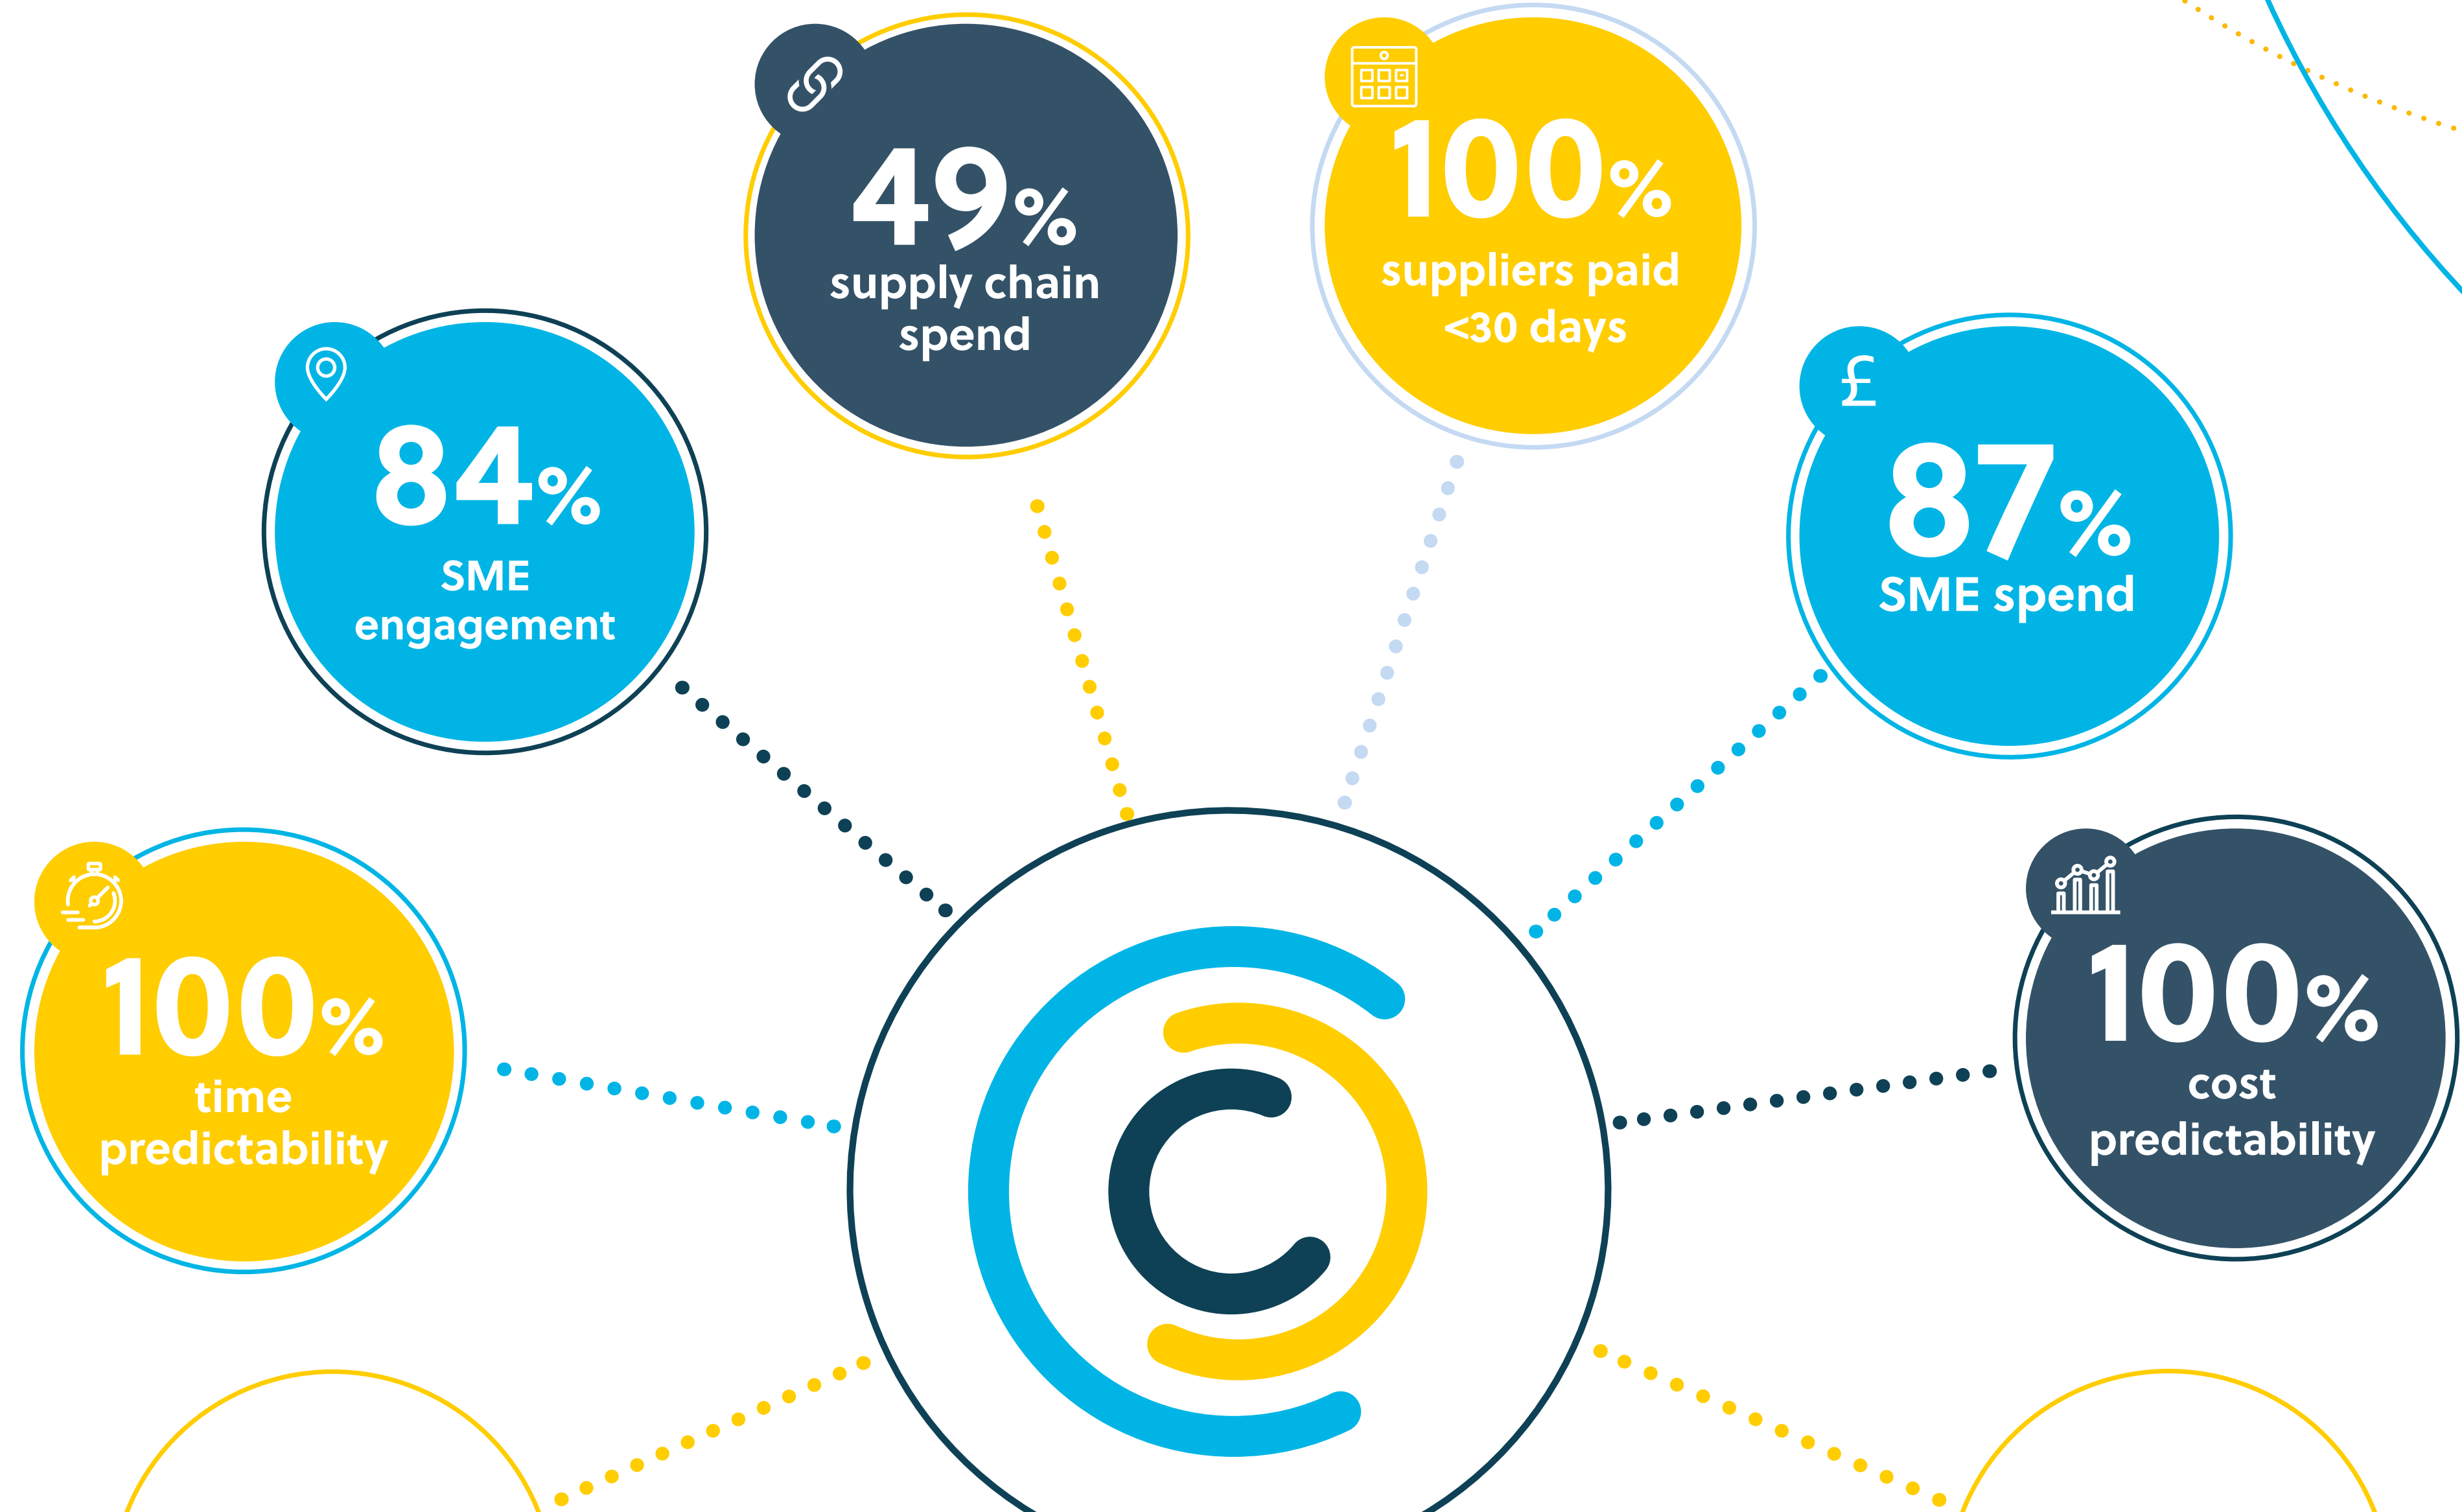 49%
supply chain
spend
100%
suppliers paid
<30 days
£
84%
SME
engagement
87%
SME spend
100%
time
predictability
100%
cost
predictability